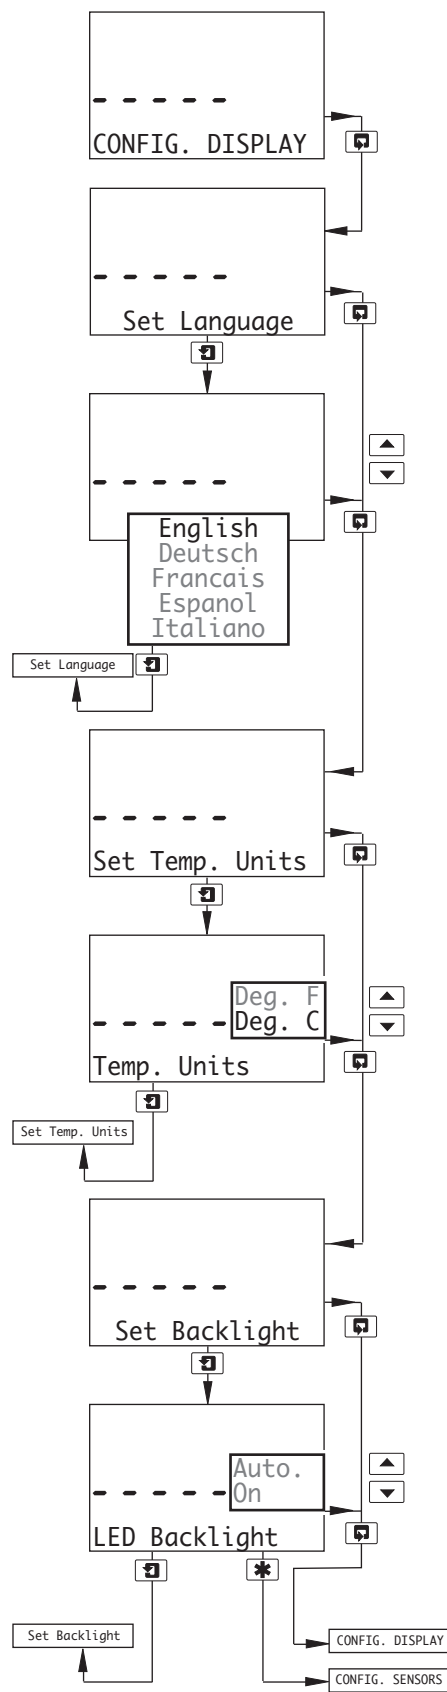 CONFIG. DISPLAY
Set Language
English
Deutsch
Francais
Espanol
Italiano
Set Language
Set Temp. Units
Deg. F
Deg. C
Temp. Units
Set Temp. Units
Set Backlight
Auto.
On
LED Backlight
Set Backlight
CONFIG. DISPLAY
CONFIG. SENSORS